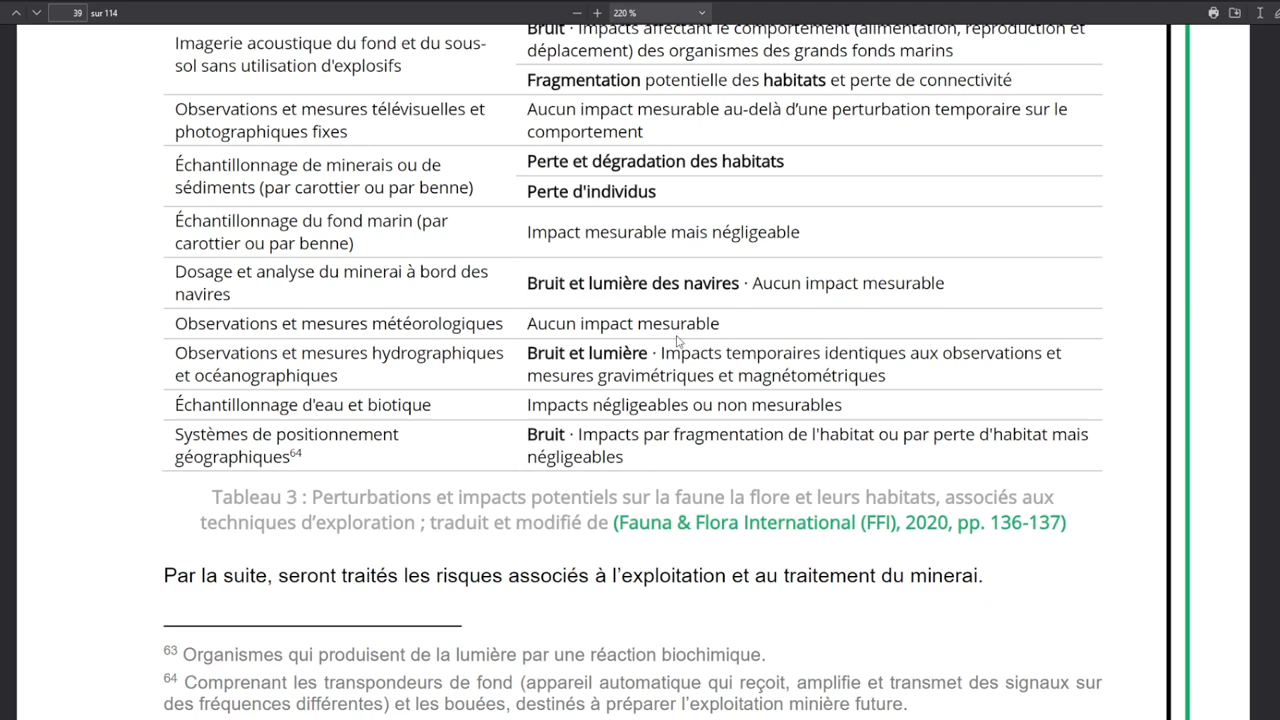 39 sur 114
220 %
Bruit · Impacts affectant le comportement (alimentation, reproduction et
Imagerie acoustique du fond et du sous-
déplacement) des organismes des grands fonds marins
sol sans utilisation d'explosifs
Fragmentation potentielle des habitats et perte de connectivité
Observations et mesures télévisuelles et
photographiques fixes
Aucun impact mesurable au-delà d’une perturbation temporaire sur le
comportement
Échantillonnage de minerais ou de
sédiments (par carottier ou par benne)
Perte et dégradation des habitats
Perte d'individus
Échantillonnage du fond marin (par
carottier ou par benne)
Impact mesurable mais négligeable
Dosage et analyse du minerai à bord des
navires
Bruit et lumière des navires · Aucun impact mesurable
Observations et mesures météorologiques
Aucun impact mesurable
Observations et mesures hydrographiques
et océanographiques
Bruit et lumière · Impacts temporaires identiques aux observations et
mesures gravimétriques et magnétométriques
Échantillonnage d'eau et biotique
Impacts négligeables ou non mesurables
Systèmes de positionnement
géographiques64
Bruit · Impacts par fragmentation de l'habitat ou par perte d'habitat mais
négligeables
Tableau 3 : Perturbations et impacts potentiels sur la faune la flore et leurs habitats, associés aux
techniques d’exploration ; traduit et modifié de (Fauna & Flora International (FFI), 2020, pp. 136-137)
Par la suite, seront traités les risques associés à l’exploitation et au traitement du minerai.
63 Organismes qui produisent de la lumière par une réaction biochimique.
64 Comprenant les transpondeurs de fond (appareil automatique qui reçoit, amplifie et transmet des signaux sur
des fréquences différentes) et les bouées, destinés à préparer l’exploitation minière future.